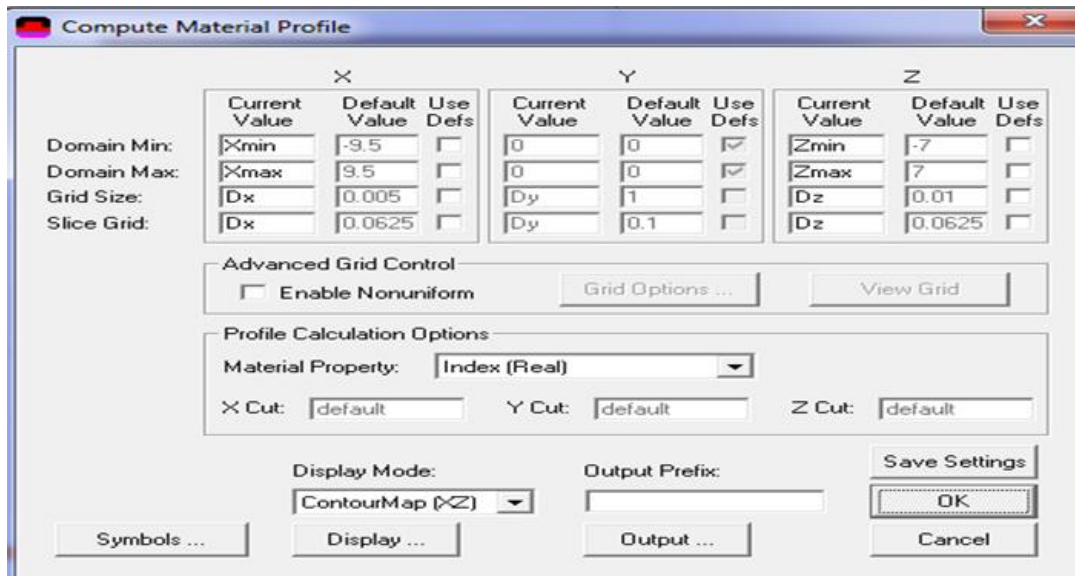 Compute Material Profile
X Y Z
Current Value Default Value Use Defs Current Value Default Value Use Defs Current Value Default Value Use Defs
Domain Min: Xmin -9.5 0 0 Zmin -7
Domain Max: Xmax 9.5 0 0 Zmax 7
Grid Size: Dx 0.005 Dy 1 Dz 0.01
Slice Grid: Dx 0.0625 Dy 0.1 Dz 0.0625
Advanced Grid Control
Enable Nonuniform Grid Options ... View Grid
Profile Calculation Options
Material Property: Index (Real)
X Cut: default Y Cut: default Z Cut: default
Display Mode: Output Prefix: Save Settings
ContourMap (XZ) OK
Symbols ... Display ... Output ... Cancel